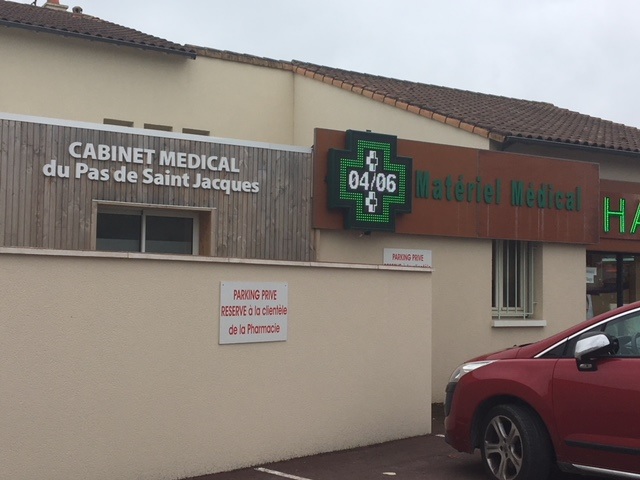 CABINET MEDICAL
du Pas de Saint Jacques
04/06
Matériel Médical
HA
PARKING PRIVE
PARKING PRIVE
RESERVE à la clientèle
de la Pharmacie